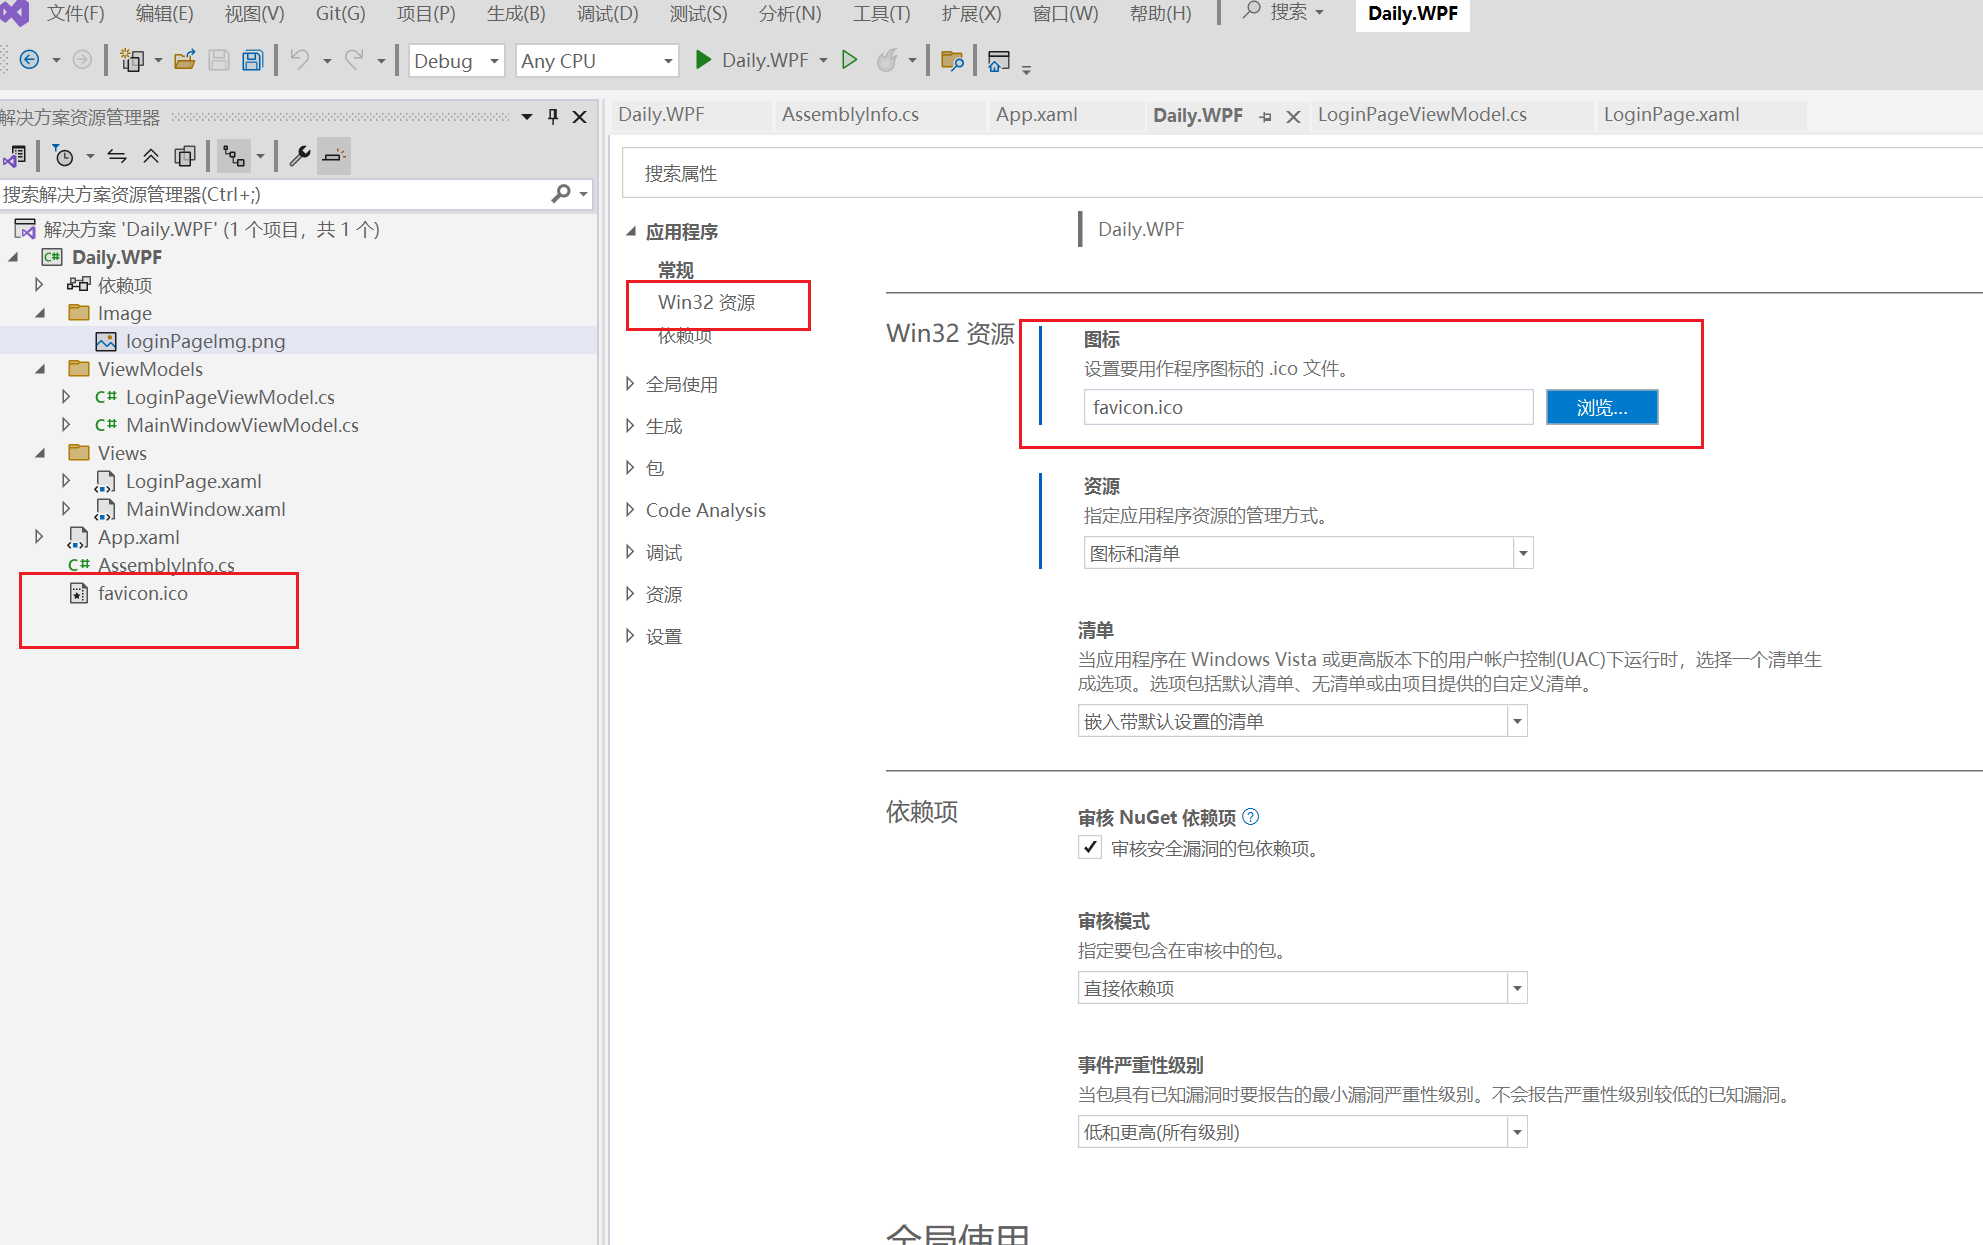 文件(F) 编辑(E) 视图(V) Git(G) 项目(P) 生成(B) 调试(D) 测试(S) 分析(N) 工具(T) 扩展(X) 窗口(W) 帮助(H) 搜索 Daily.WPF
Debug Any CPU Daily.WPF
解决方案资源管理器
搜索解决方案资源管理器(Ctrl+;)
解决方案 'Daily.WPF' (1 个项目，共 1 个)
Daily.WPF
依赖项
Image
loginPageImg.png
ViewModels
C# LoginPageViewModel.cs
C# MainWindowViewModel.cs
Views
LoginPage.xaml
MainWindow.xaml
App.xaml
C# AssemblyInfo.cs
favicon.ico
Daily.WPF AssemblyInfo.cs App.xaml Daily.WPF LoginPageViewModel.cs LoginPage.xaml
搜索属性
应用程序
常规
Win32 资源
依赖项
全局使用
生成
包
Code Analysis
调试
资源
设置
Daily.WPF
Win32 资源
图标
设置要用作程序图标的 .ico 文件。
favicon.ico 浏览...
资源
指定应用程序资源的管理方式。
图标和清单
清单
当应用程序在 Windows Vista 或更高版本下的用户帐户控制(UAC)下运行时，选择一个清单生
成选项。选项包括默认清单、无清单或由项目提供的自定义清单。
嵌入带默认设置的清单
依赖项
审核 NuGet 依赖项
审核安全漏洞的包依赖项。
审核模式
指定要包含在审核中的包。
直接依赖项
事件严重性级别
当包具有已知漏洞时要报告的最小漏洞严重性级别。不会报告严重性级别较低的已知漏洞。
低和更高(所有级别)
全局使用